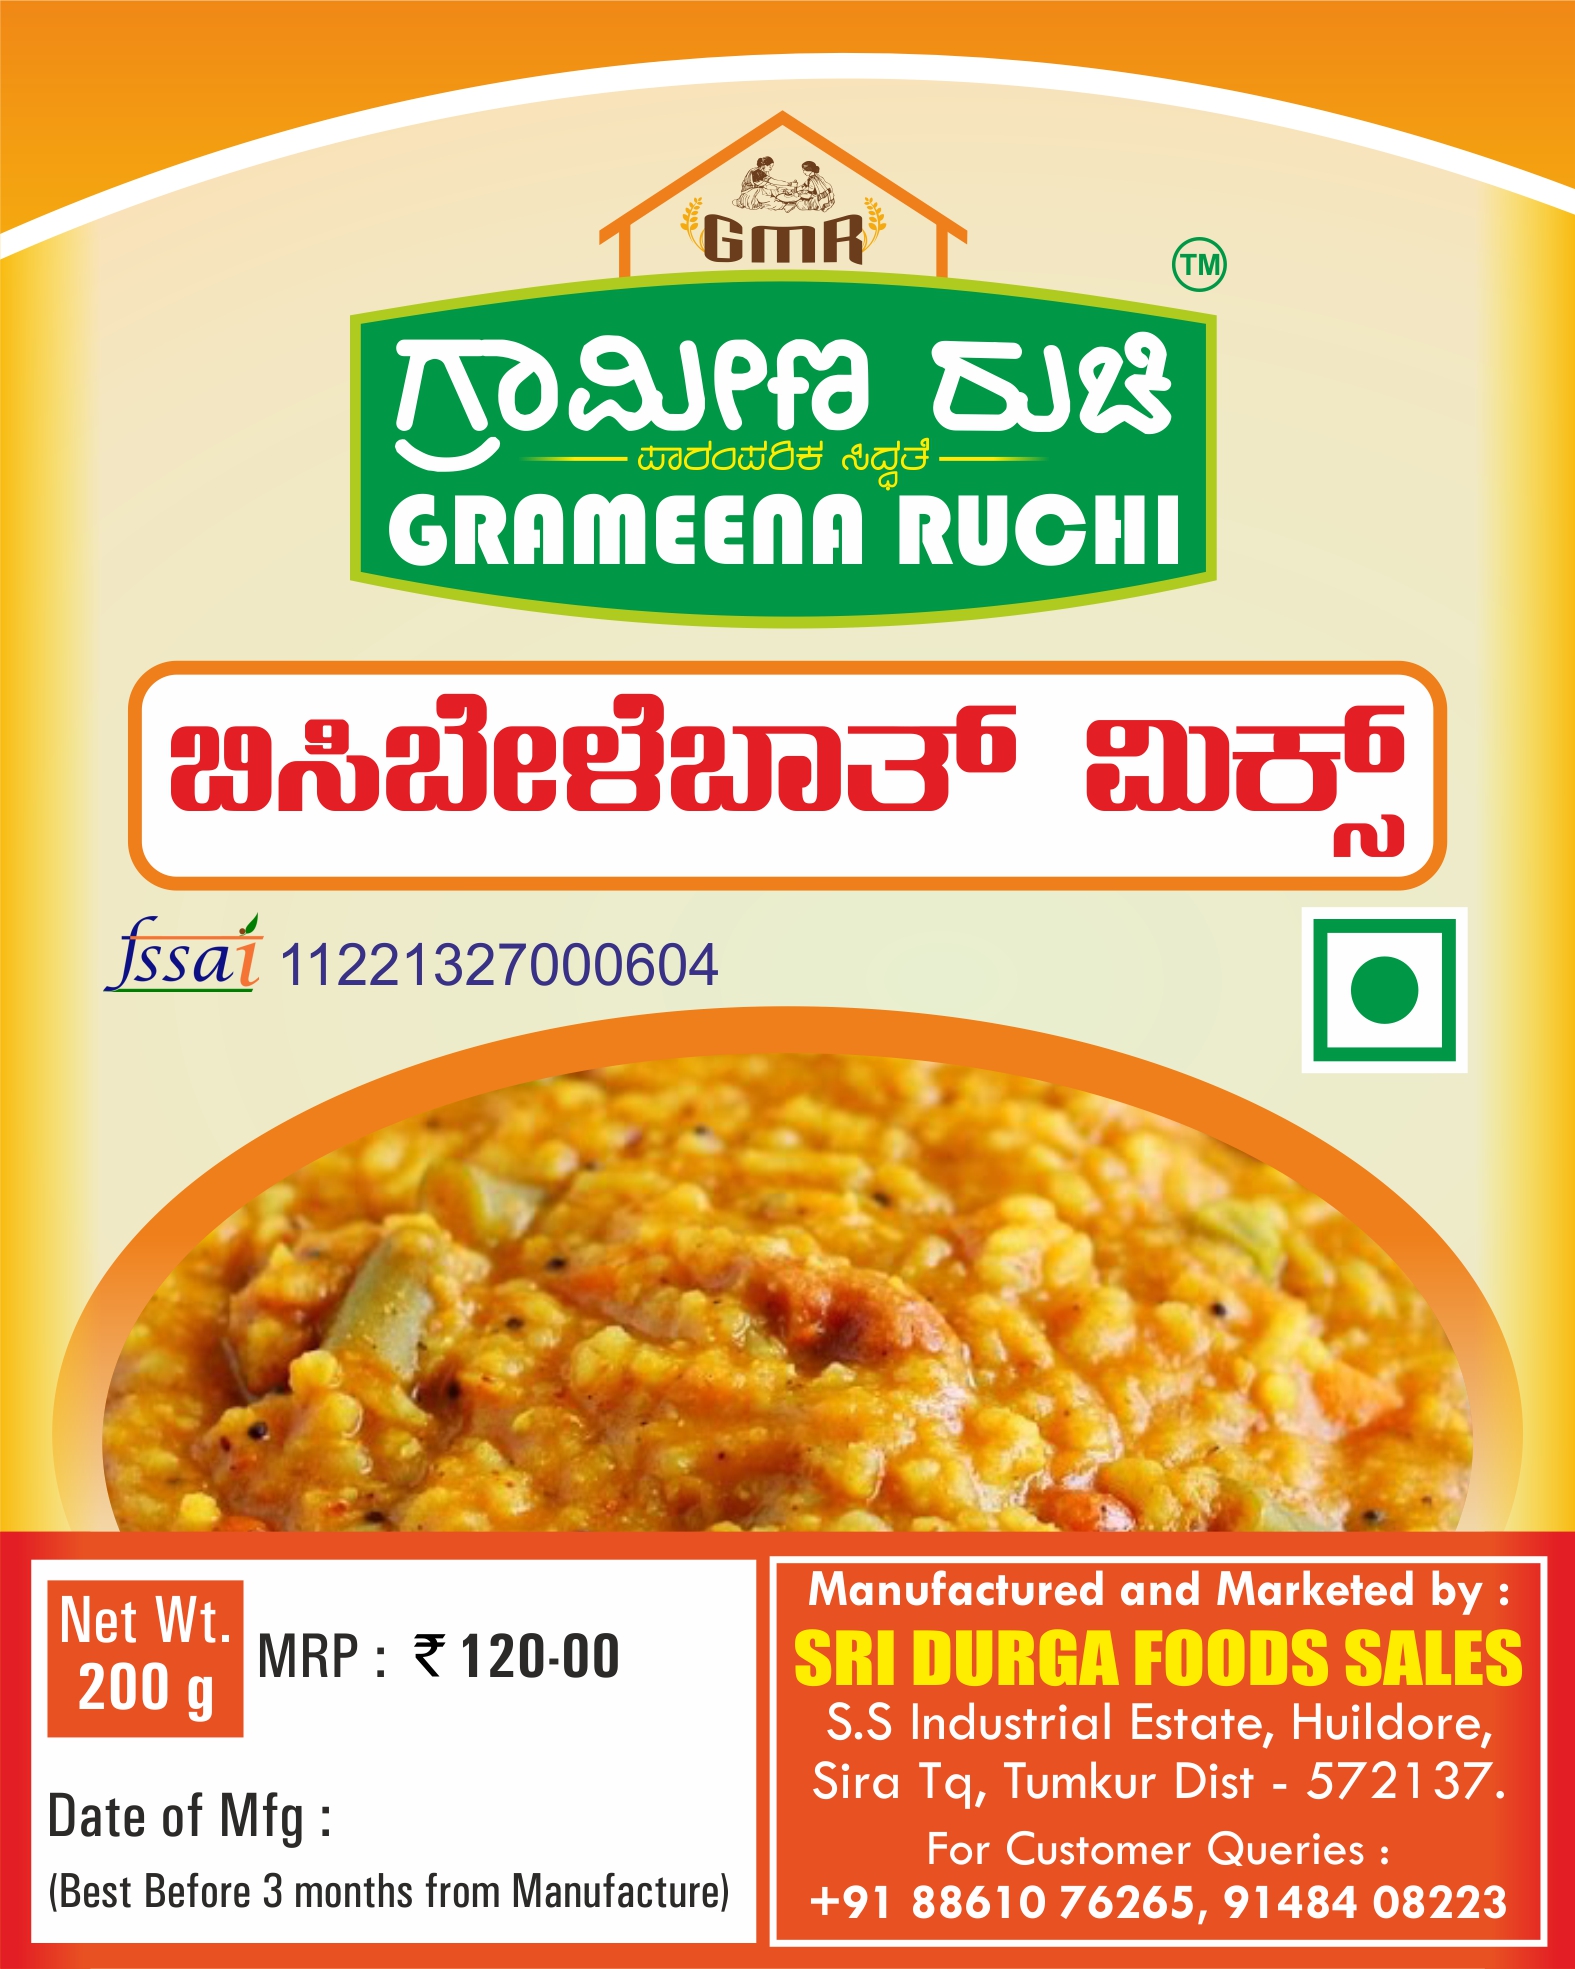 GMR
TM
ಗ್ರಾಮೀಣ ರುಚಿ
ಪಾರಂಪರಿಕ ಸಿದ್ಧತೆ
GRAMEENA RUCHI
ಬಿಸಿಬೇಳೆಬಾತ್ ಮಿಕ್ಸ್
fssai 11221327000604
Net Wt.
200 g
MRP : ₹ 120-00
Date of Mfg :
(Best Before 3 months from Manufacture)
Manufactured and Marketed by :
SRI DURGA FOODS SALES
S.S Industrial Estate, Huildore,
Sira Tq, Tumkur Dist - 572137.
For Customer Queries :
+91 88610 76265, 91484 08223